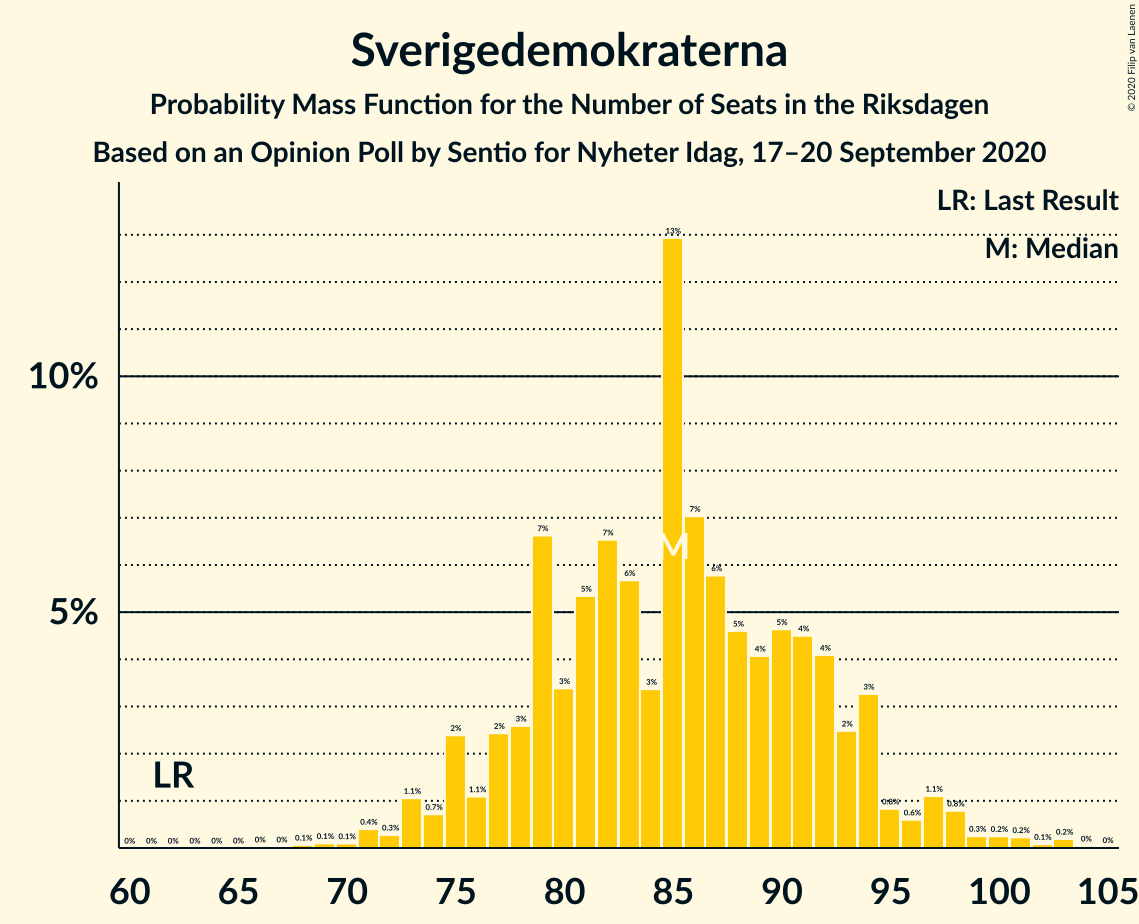 Sverigedemokraterna
Probability Mass Function for the Number of Seats in the Riksdagen
Based on an Opinion Poll by Sentio for Nyheter Idag, 17–20 September 2020
© 2020 Filip van Laenen
LR: Last Result
M: Median
10%
5%
LR
M
0% 0% 0% 0% 0% 0% 0% 0% 0.1% 0.1% 0.1% 0.4% 0.3% 1.1% 0.7% 2% 1.1% 2% 3% 7% 3% 5% 7% 6% 3% 13% 7% 6% 5% 4% 5% 4% 4% 2% 3% 0.8% 0.6% 1.1% 0.8% 0.3% 0.2% 0.2% 0.1% 0.2% 0% 0%
60 65 70 75 80 85 90 95 100 105